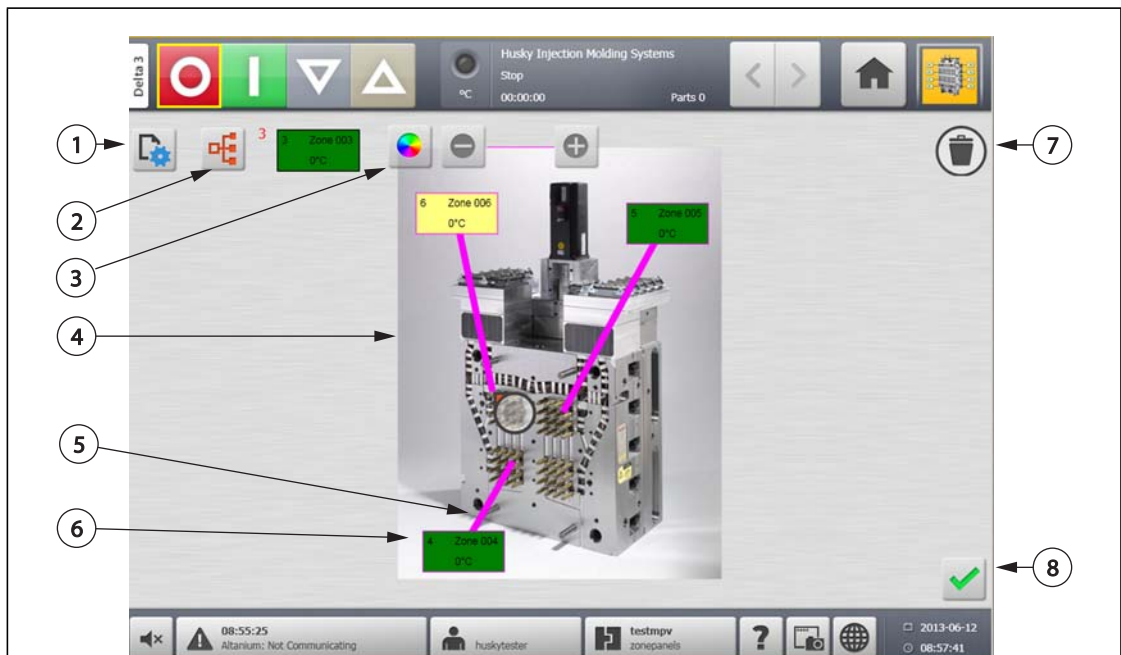 Delta 3
°C
Husky Injection Molding Systems
Stop
00:00:00 Parts 0
1
2
3
4
5
6
7
8
3
3 Zone 003
0°C
6 Zone 006
0°C
5 Zone 005
0°C
4 Zone 004
0°C
08:55:25
Altanium: Not Communicating
huskytester
testmpv
zonepanels
?
2013-06-12
08:57:41